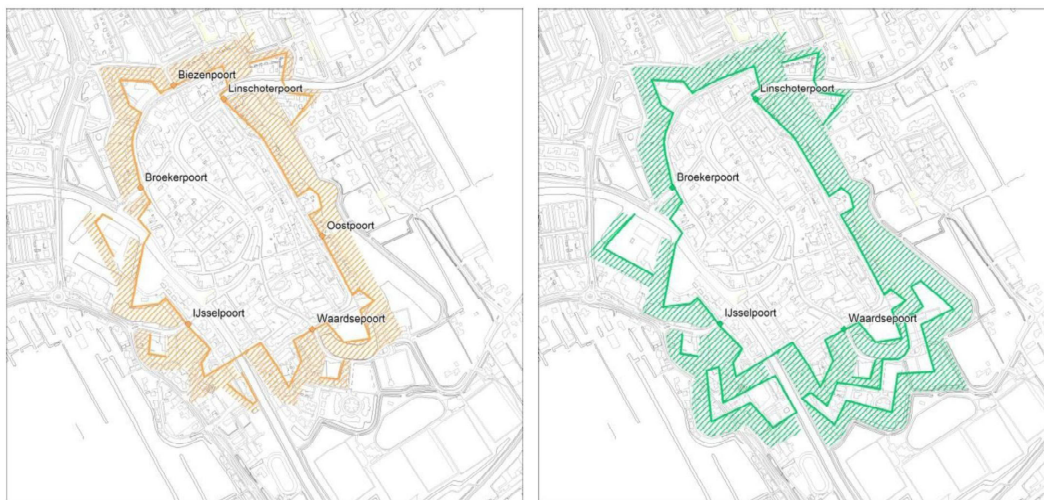 Biezenpoort
Linschoterpoort
Broekerpoort
Oostpoort
IJsselpoort
Waardsepoort
Linschoterpoort
Broekerpoort
IJsselpoort
Waardsepoort